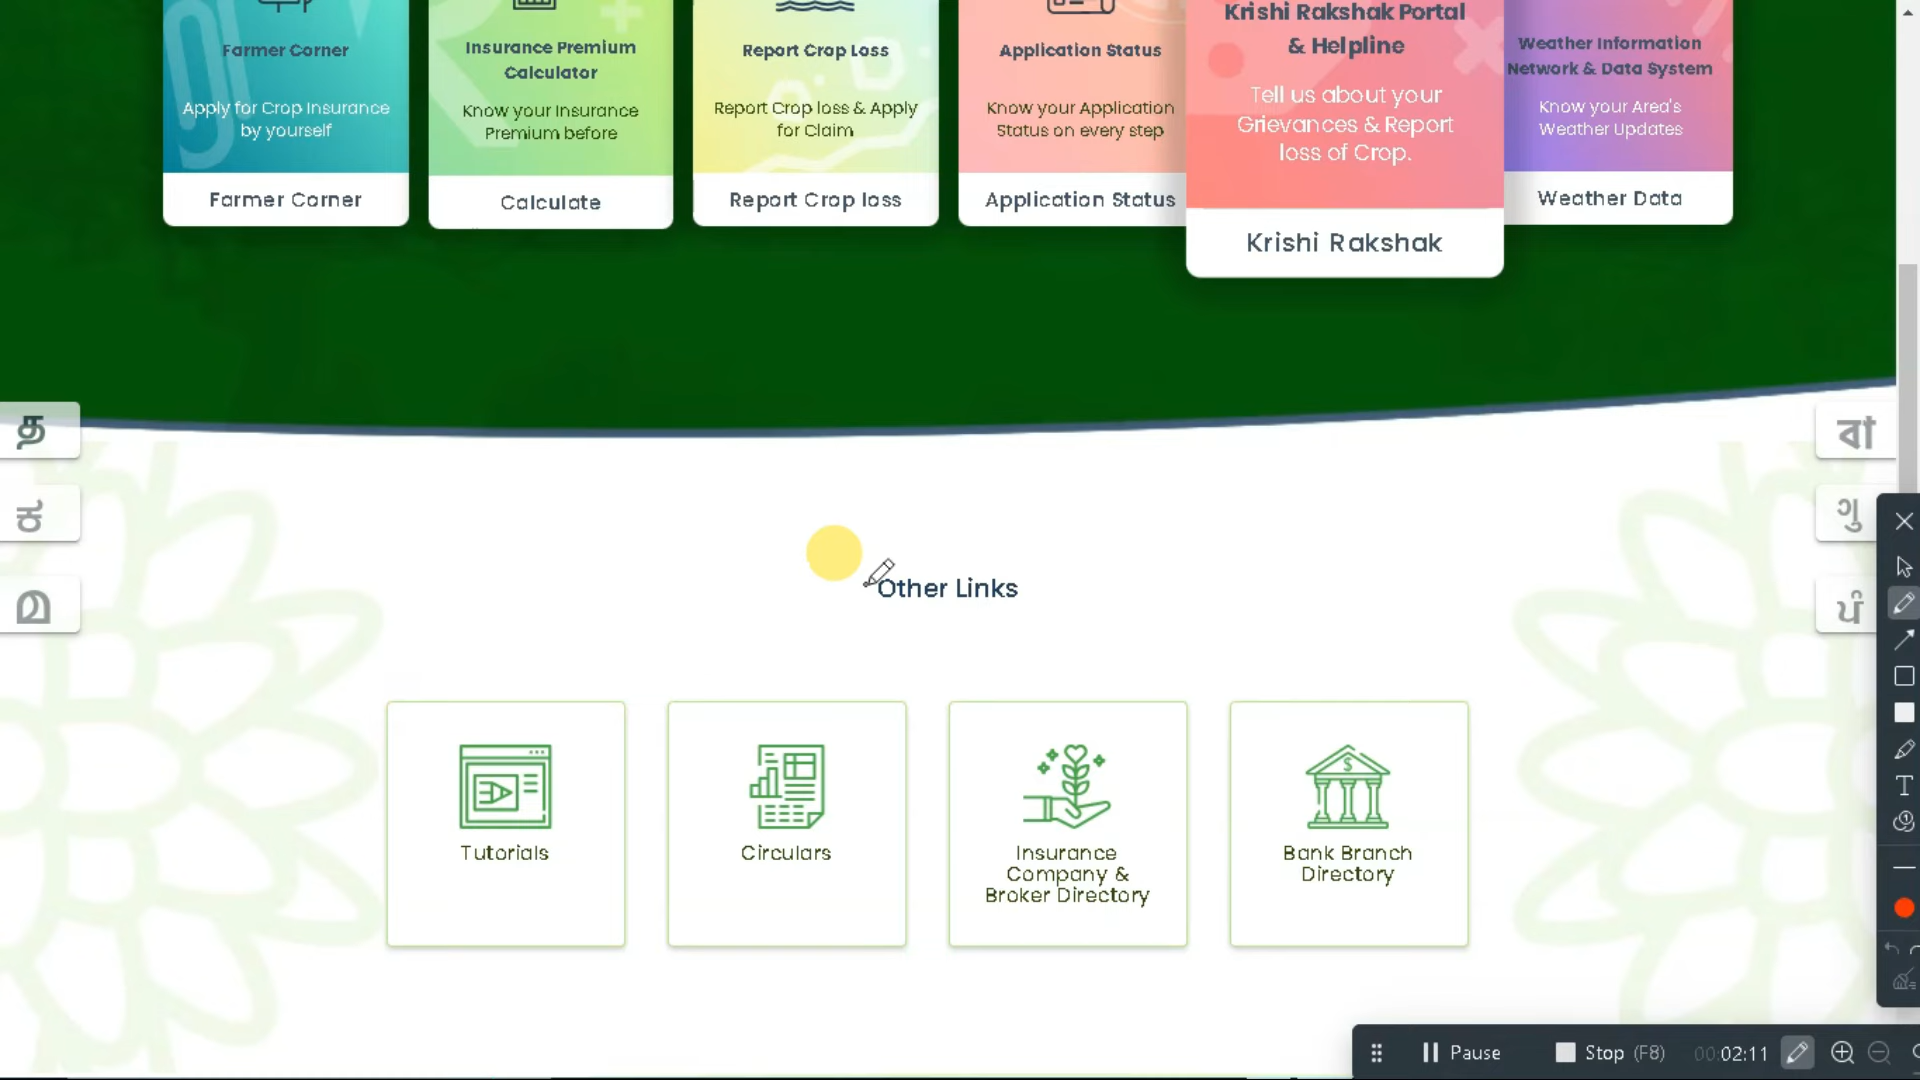 Farmer Corner
Apply for Crop Insurance
by yourself
Farmer Corner
Insurance Premium
Calculator
Know your Insurance
Premium before
Calculate
Report Crop Loss
Report Crop loss & Apply
for Claim
Report Crop loss
Application Status
Know your Application
Status on every step
Application Status
Krishi Rakshak Portal
& Helpline
Tell us about your
Grievances & Report
loss of Crop.
Krishi Rakshak
Weather Information
Network & Data System
Know your Area's
Weather Updates
Weather Data
த
ಕ
മ
বা
ગુ
ਪੰ
Other Links
Tutorials
Circulars
Insurance
Company &
Broker Directory
Bank Branch
Directory
T
Pause
Stop (F8)
00:02:11